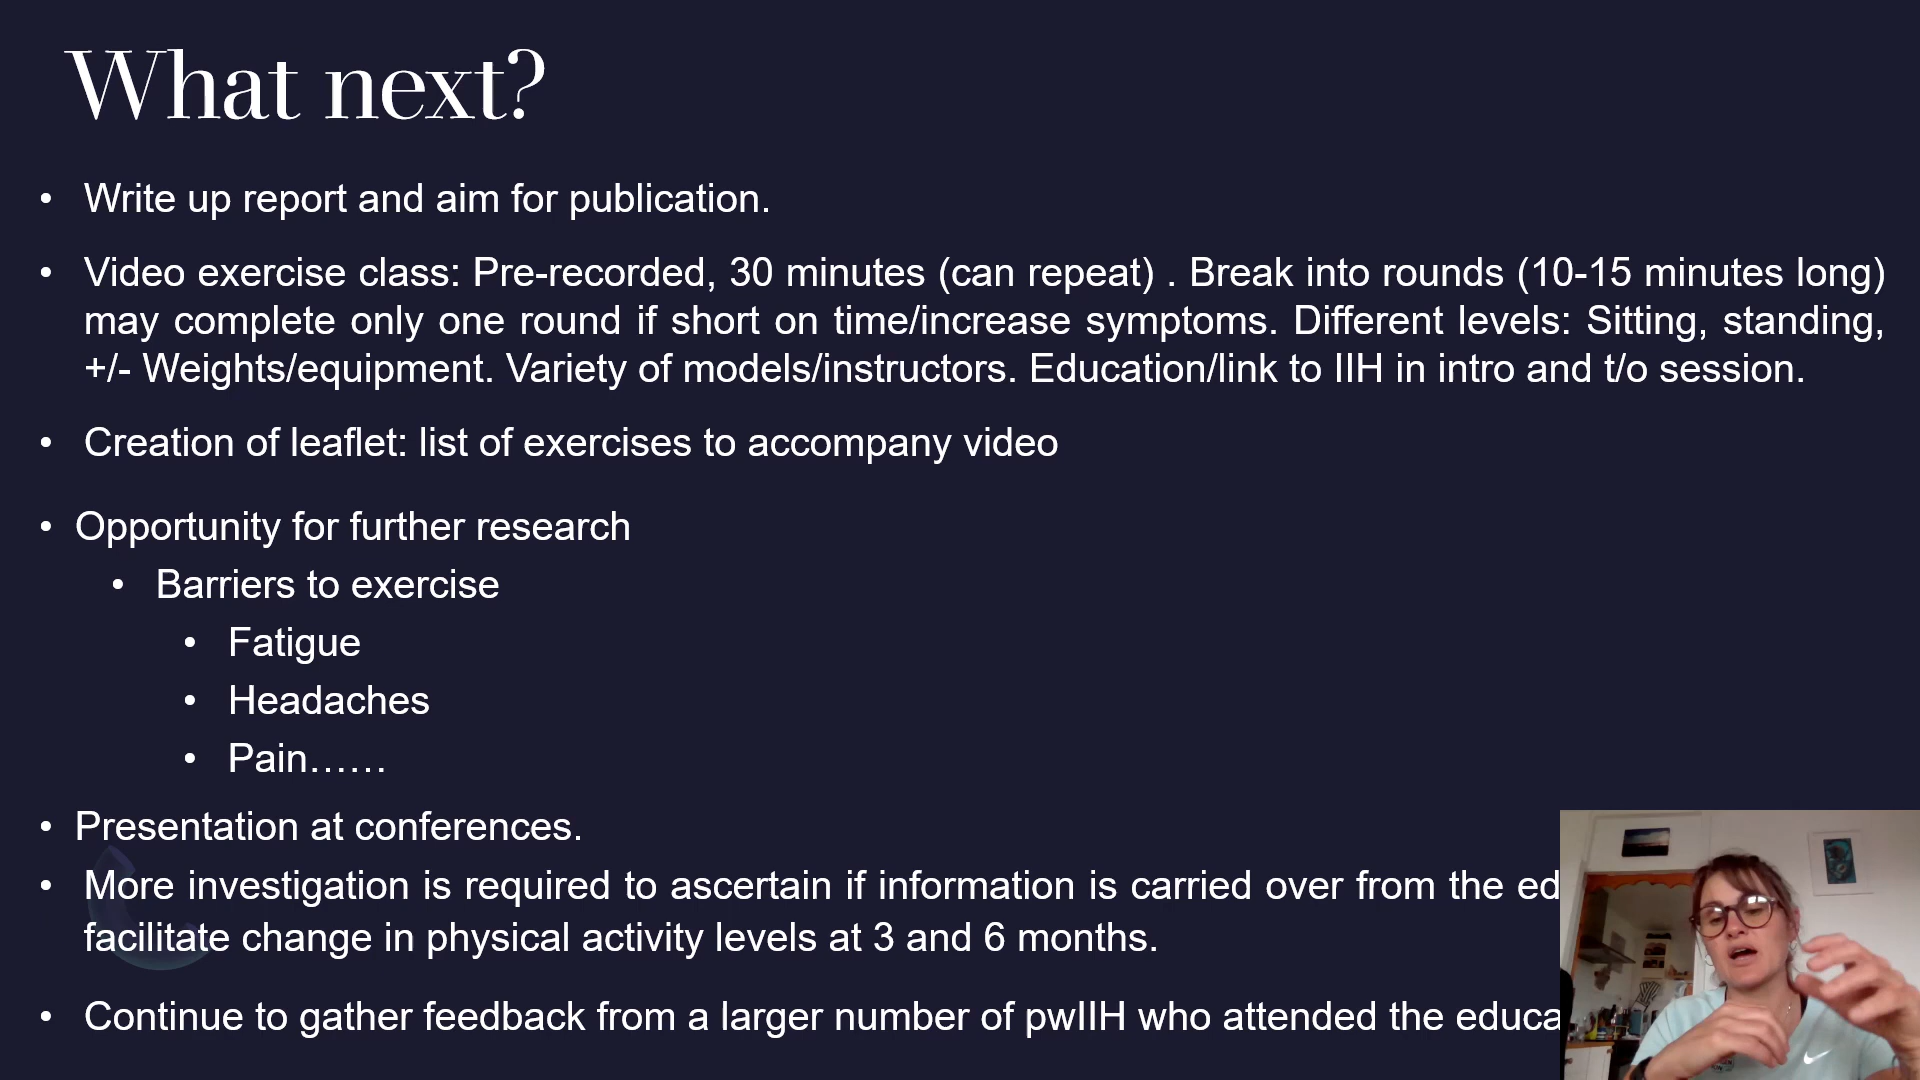 What next?
• Write up report and aim for publication.
• Video exercise class: Pre-recorded, 30 minutes (can repeat) . Break into rounds (10-15 minutes long)
may complete only one round if short on time/increase symptoms. Different levels: Sitting, standing,
+/- Weights/equipment. Variety of models/instructors. Education/link to IIH in intro and t/o session.
• Creation of leaflet: list of exercises to accompany video
• Opportunity for further research
• Barriers to exercise
• Fatigue
• Headaches
• Pain……
• Presentation at conferences.
• More investigation is required to ascertain if information is carried over from the ed
facilitate change in physical activity levels at 3 and 6 months.
• Continue to gather feedback from a larger number of pwIIH who attended the educa